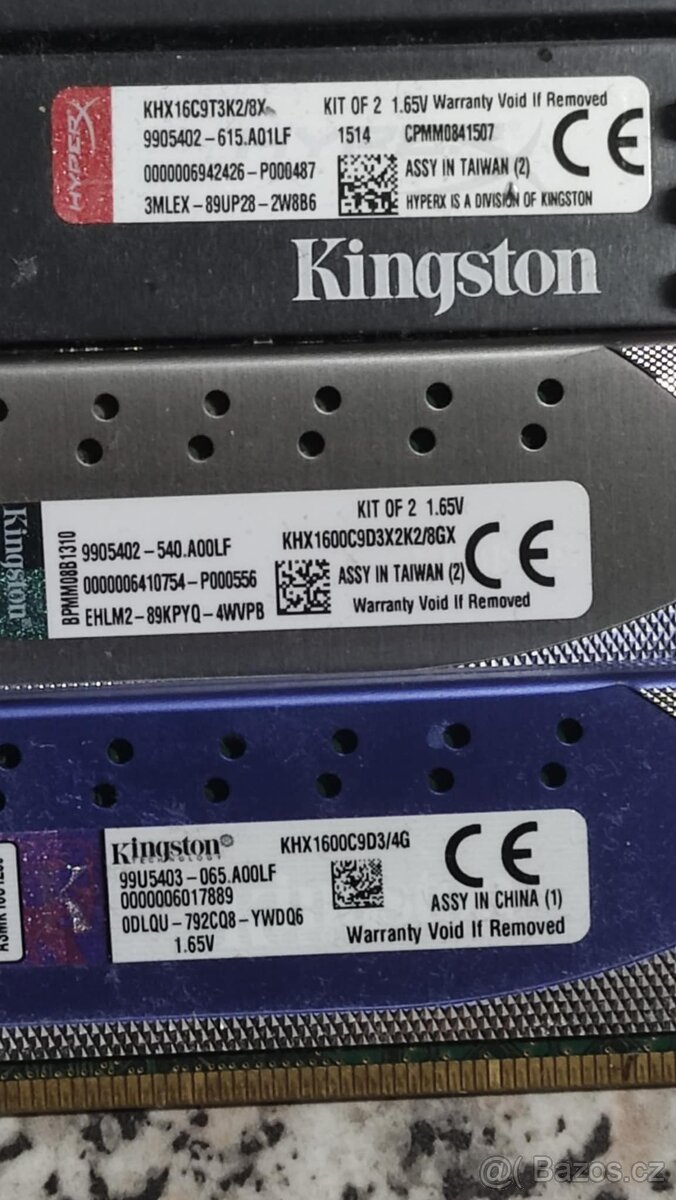 HYPERX
KHX16C9T3K2/8X KIT OF 2 1.65V Warranty Void If Removed
9905402-615.A01LF 1514 CPMM0841507
0000006942426-P000487 ASSY IN TAIWAN (2)
3MLEX-89UP28-2W8B6 HYPERX IS A DIVISION OF KINGSTON
CE
Kingston
Kingston
BPMM08B1310
KIT OF 2 1.65V
9905402-540.A00LF KHX1600C9D3X2K2/8GX
0000006410754-P000556 ASSY IN TAIWAN (2)
EHLM2-89KPYQ-4WVPB Warranty Void If Removed
CE
Kingston®
TECHNOLOGY
KHX1600C9D3/4G
99U5403-065.A00LF
0000006017889
0DLQU-792CQ8-YWDQ6 ASSY IN CHINA (1)
1.65V Warranty Void If Removed
CE
@ Bazos.cz